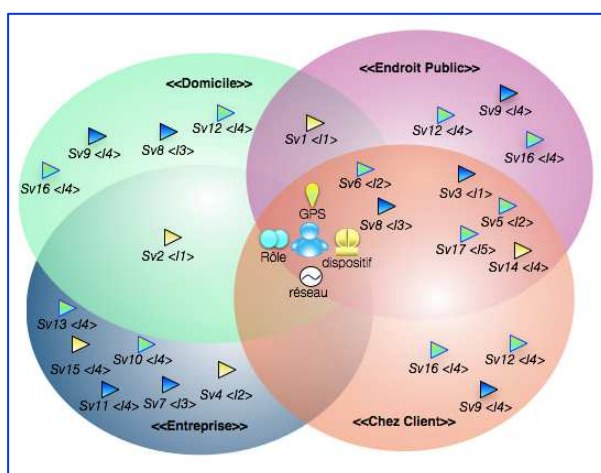 <<Domicile>>
<<Endroit Public>>
Sv12 <I4>
Sv9 <I4>
Sv8 <I3>
Sv16 <I4>
Sv1 <I1>
Sv9 <I4>
Sv12 <I4>
Sv16 <I4>
Sv6 <I2>
Sv3 <I1>
GPS
Sv8 <I3>
Sv5 <I2>
Sv2 <I1>
Rôle
dispositif
Sv17 <I5>
Sv14 <I4>
réseau
Sv13 <I4>
Sv10 <I4>
Sv15 <I4>
Sv11 <I4>
Sv7 <I3>
Sv4 <I2>
Sv16 <I4>
Sv12 <I4>
Sv9 <I4>
<<Entreprise>>
<<Chez Client>>